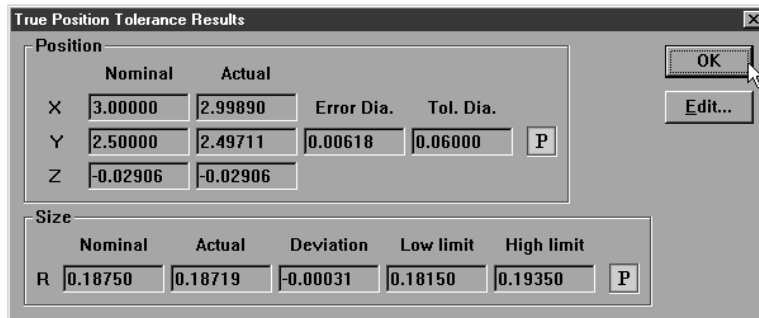 True Position Tolerance Results
Position
OK
Nominal Actual
X 3.00000 2.99890 Error Dia. Tol. Dia.
Edit...
Y 2.50000 2.49711 0.00618 0.06000 P
Z -0.02906 -0.02906
Size
Nominal Actual Deviation Low limit High limit
R 0.18750 0.18719 -0.00031 0.18150 0.19350 P